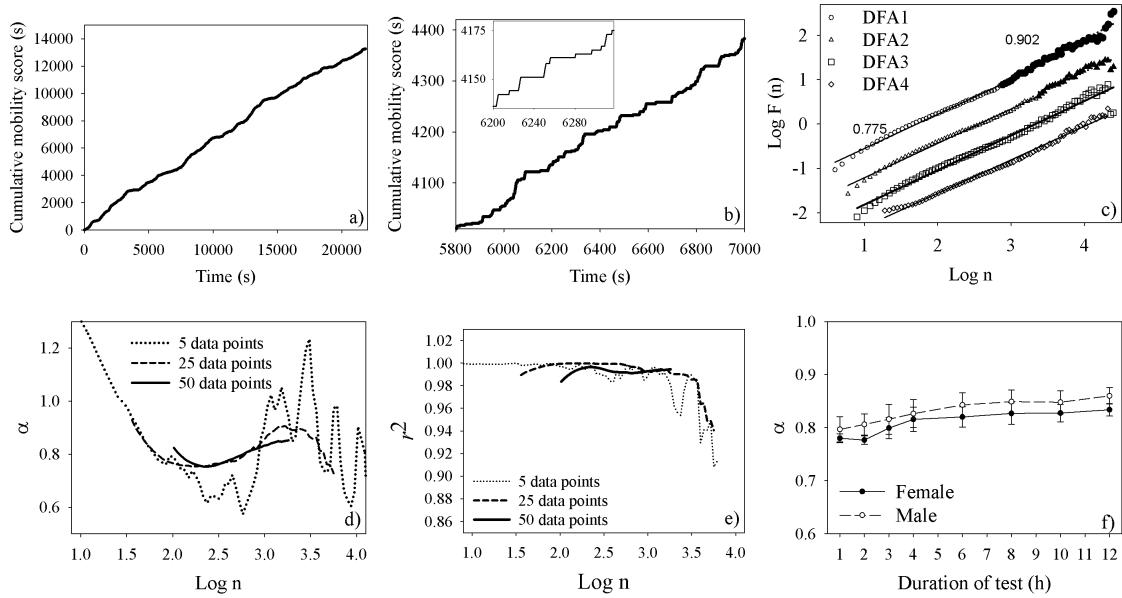 Cumulative mobility score (s)
14000
12000
10000
8000
6000
4000
2000
0
a)
0 5000 10000 15000 20000
Time (s)
Cumulative mobility score (s)
4400
4300
4200
4100
4175
4150
6200 6240 6280
b)
5800 6000 6200 6400 6600 6800 7000
Time (s)
Log F (n)
2
1
0
-1
-2
DFA1
DFA2
DFA3
DFA4
0.902
0.775
c)
1 2 3 4
Log n
α
1.2
1.0
0.8
0.6
5 data points
25 data points
50 data points
d)
1.0 1.5 2.0 2.5 3.0 3.5 4.0
Log n
r2
1.02
1.00
0.98
0.96
0.94
0.92
0.90
0.88
0.86
5 data points
25 data points
50 data points
e)
1.0 1.5 2.0 2.5 3.0 3.5 4.0
Log n
α
1.0
0.9
0.8
0.7
0.6
Female
Male
f)
1 2 3 4 5 6 7 8 9 10 11 12
Duration of test (h)